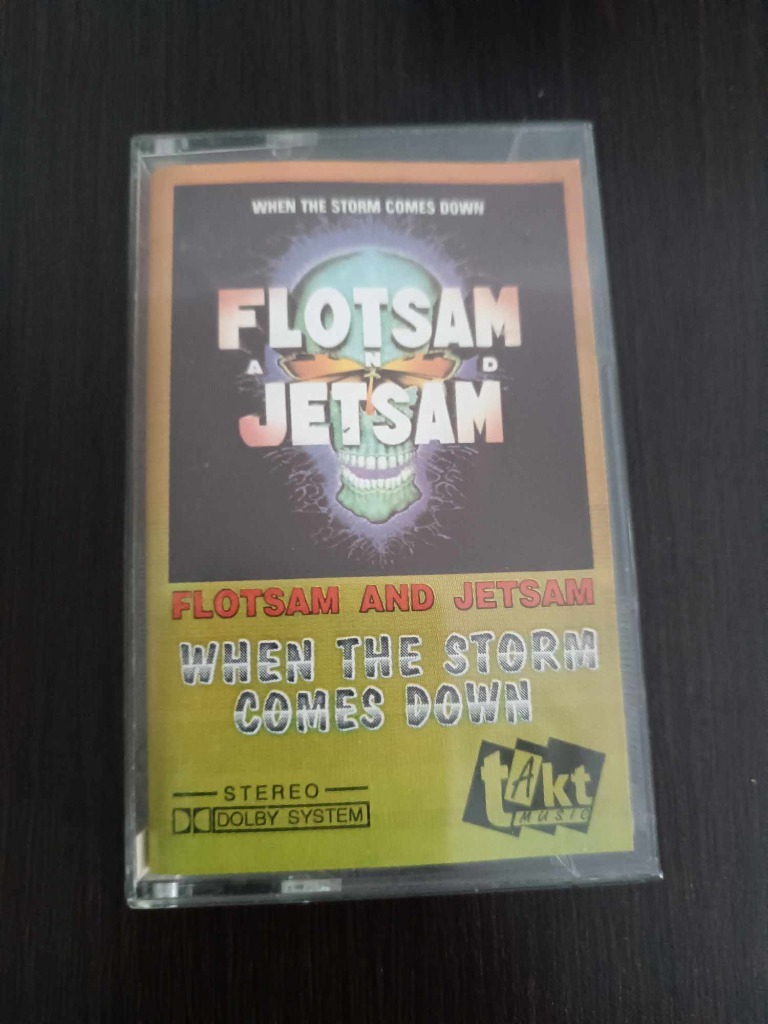 WHEN THE STORM COMES DOWN
FLOTSAM
AND
JETSAM
FLOTSAM AND JETSAM
WHEN THE STORM
COMES DOWN
STEREO
DOLBY SYSTEM
takt
MUSIC